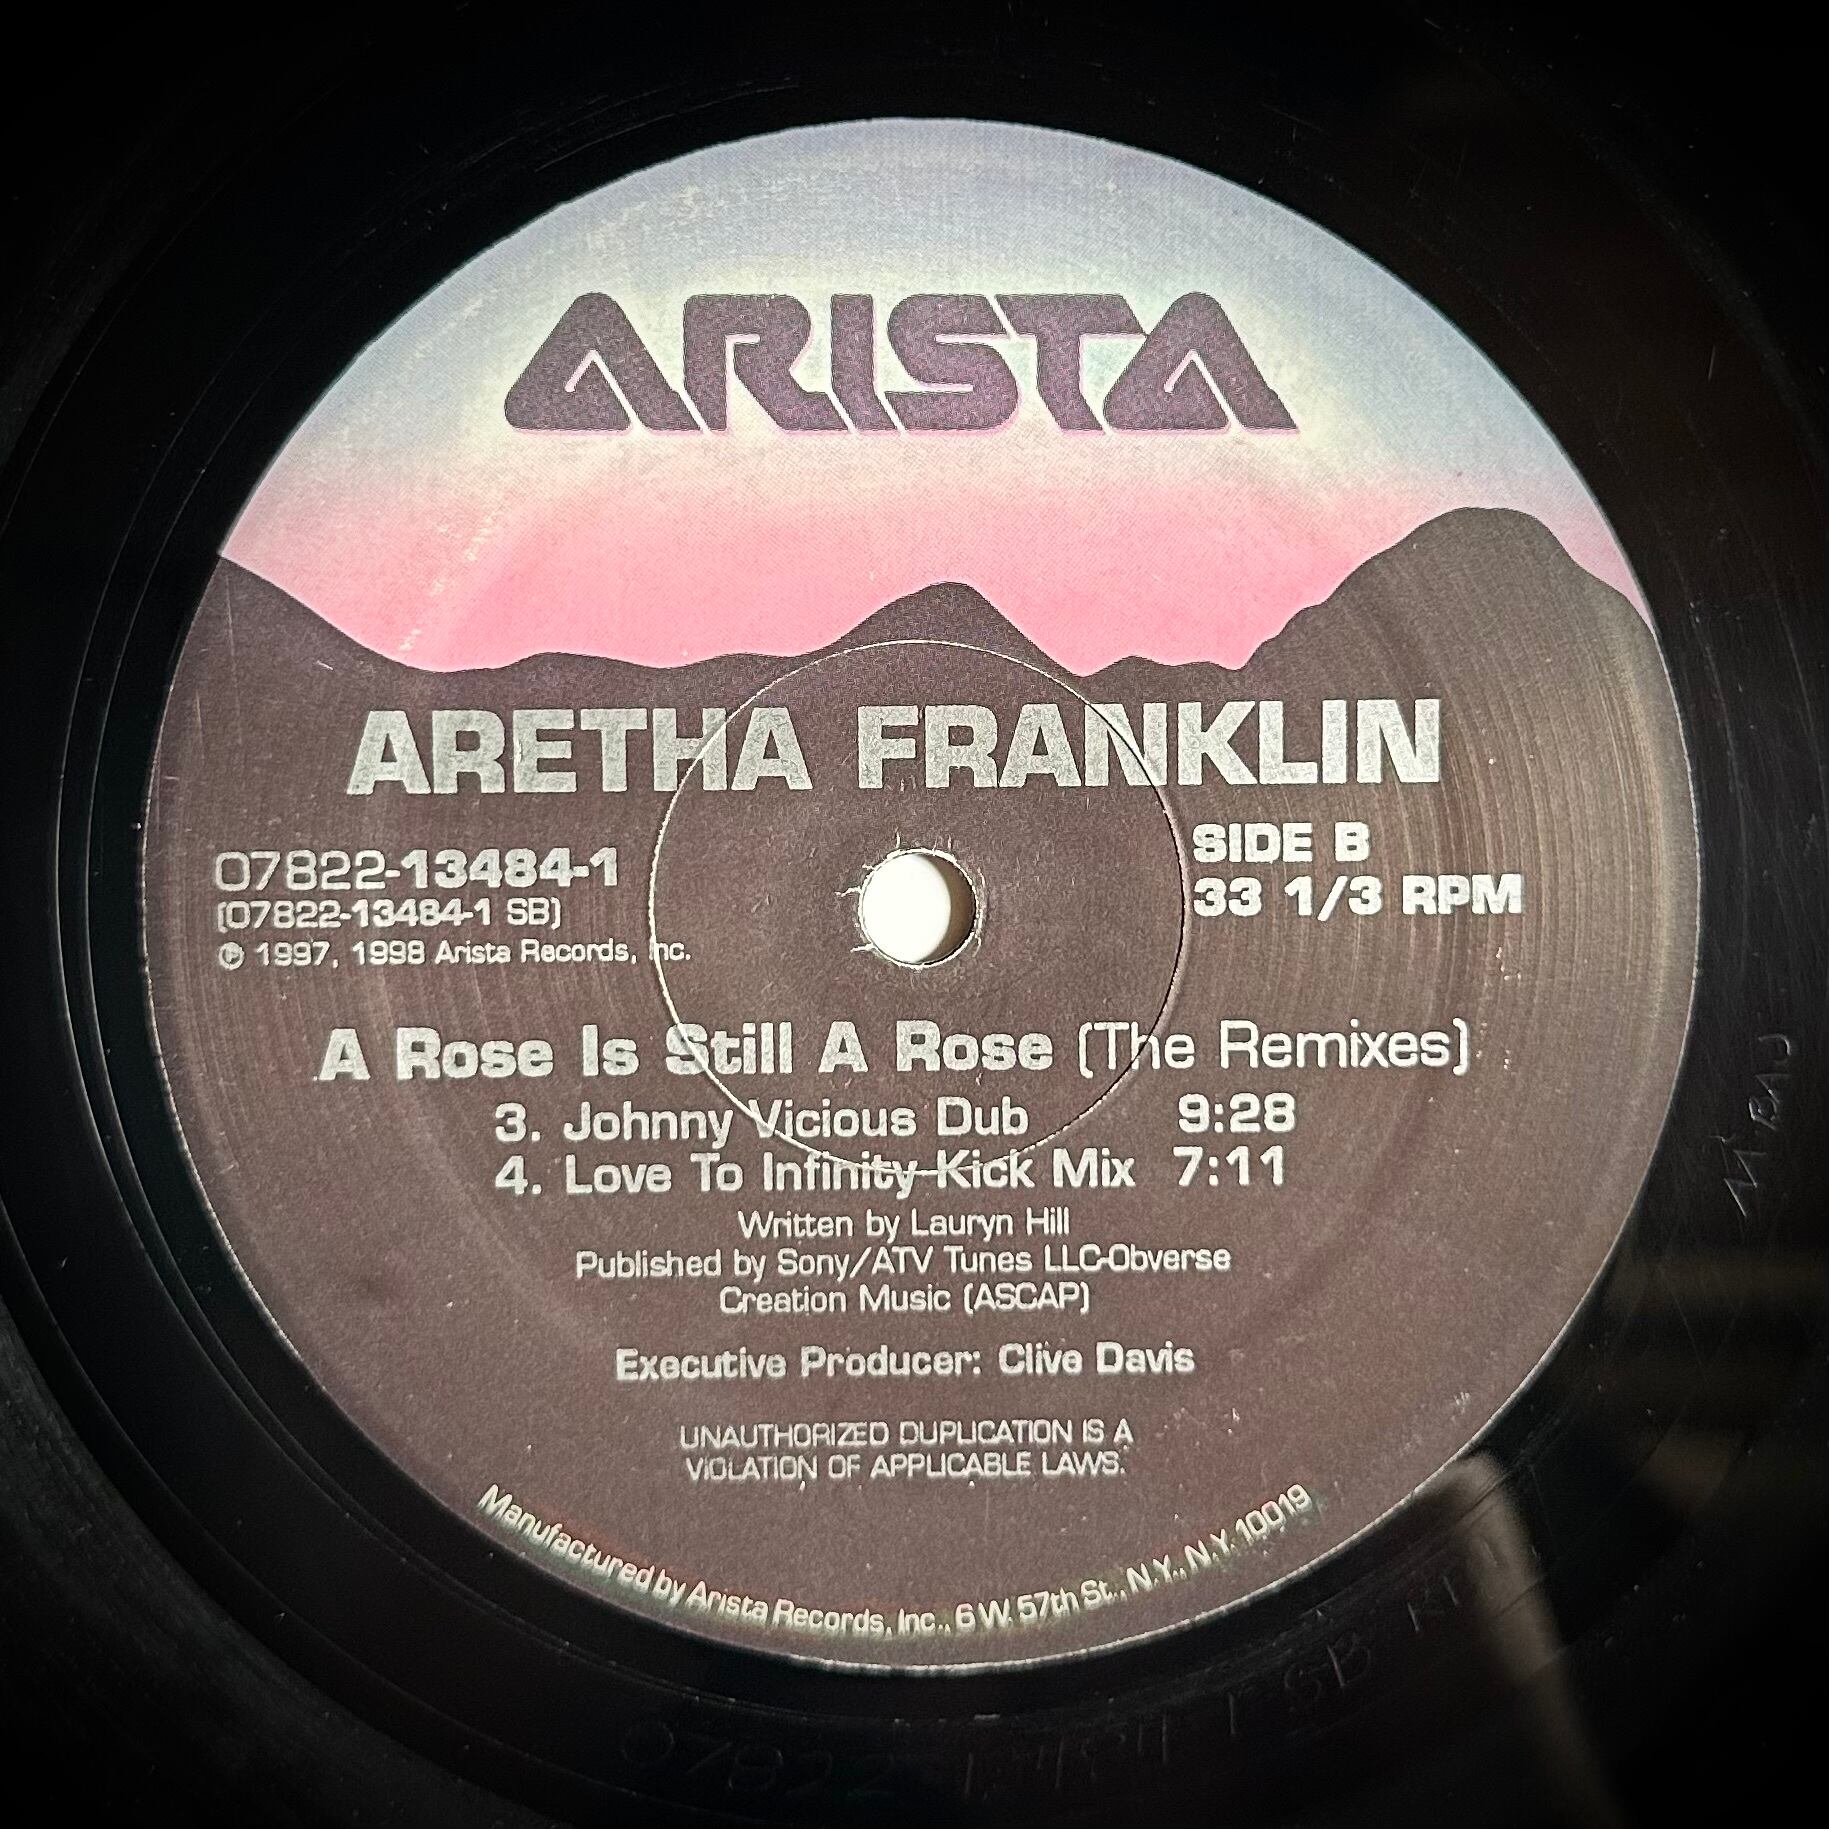 ARISTA
ARETHA FRANKLIN
07822-13484-1
(07822-13484-1 SB)
℗ 1997, 1998 Arista Records, Inc.
SIDE B
33 1/3 RPM
A Rose Is Still A Rose (The Remixes)
3. Johnny Vicious Dub 9:28
4. Love To Infinity Kick Mix 7:11
Written by Lauryn Hill
Published by Sony/ATV Tunes LLC-Obverse
Creation Music (ASCAP)
Executive Producer: Clive Davis
UNAUTHORIZED DUPLICATION IS A
VIOLATION OF APPLICABLE LAWS.
Manufactured by Arista Records, Inc., 6 W. 57th St., N.Y., N.Y. 10019